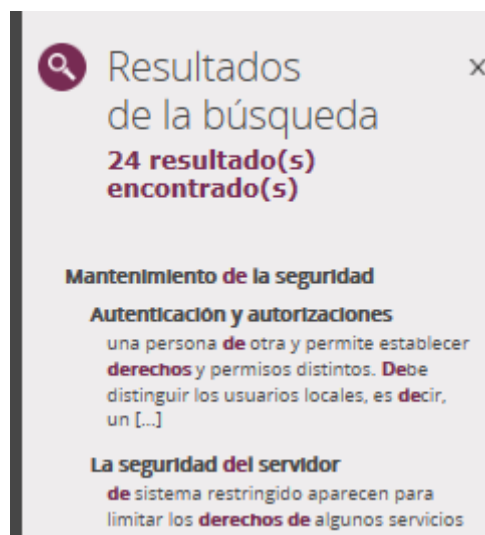 Resultados
de la búsqueda
24 resultado(s)
encontrado(s)
Mantenimiento de la seguridad
Autenticación y autorizaciones
una persona de otra y permite establecer
derechos y permisos distintos. Debe
distinguir los usuarios locales, es decir,
un [...]
La seguridad del servidor
de sistema restringido aparecen para
limitar los derechos de algunos servicios